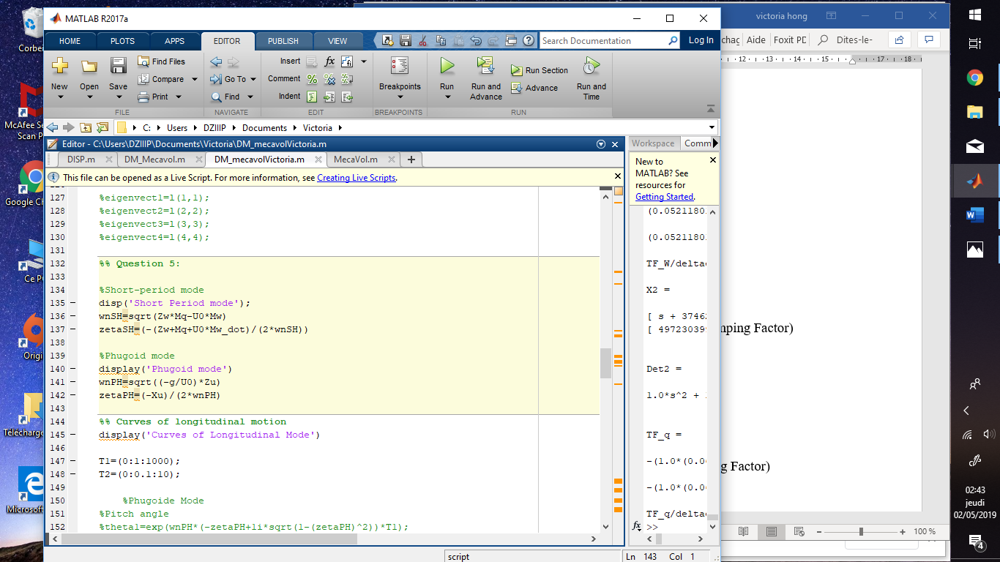 Corbei
McAfee Se
Scan P
Google Ch
Ce PC
Origi
Télécharge
Microsof
MATLAB R2017a
HOME PLOTS APPS EDITOR PUBLISH VIEW
Search Documentation
Log In
New Open Save
Find Files
Compare
Print
FILE
Go To
Find
NAVIGATE
Insert
Comment
Indent
EDIT
Breakpoints
BREAKPOINTS
Run
Run and
Advance
Run Section
Advance
Run and
Time
RUN
C: Users DZIIIP Documents Victoria
Editor - C:\Users\DZIIIP\Documents\Victoria\DM_mecavolVictoria.m
DISP.m DM_Mecavol.m DM_mecavolVictoria.m MecaVol.m
This file can be opened as a Live Script. For more information, see Creating Live Scripts.
127 %eigenvect1=l(1,1);
128 %eigenvect2=l(2,2);
129 %eigenvect3=l(3,3);
130 %eigenvect4=l(4,4);
131
132 %% Question 5:
133
134 %Short-period mode
135 disp('Short Period mode');
136 wnSH=sqrt(Zw*Mq-U0*Mw)
137 zetaSH=(-(Zw+Mq+U0*Mw_dot)/(2*wnSH))
138
139 %Phugoid mode
140 display('Phugoid mode')
141 wnPH=sqrt((-g/U0)*Zu)
142 zetaPH=(-Xu)/(2*wnPH)
143
144 %% Curves of longitudinal motion
145 display('Curves of Longitudinal Mode')
146
147 T1=(0:1:1000);
148 T2=(0:0.1:10);
149
150 %Phugoide Mode
151 %Pitch angle
152 %theta1=exp(wnPH*(-zetaPH+1i*sqrt(1-(zetaPH)^2))*T1);
script
Ln 143 Col 1
Workspace Comm
New to
MATLAB? See
resources for
Getting Started.
(0.0521180
(0.0521180
TF_W/delta
X2 =
[ s + 3746
[ 49723039
Det2 =
1.0*s^2 +
TF_q =
-(1.0*(0.0
-(1.0*(0.0
TF_q/delta
fx >>
victoria hong
Aide Foxit PD Dites-le-
12 13 14 15 17 18
mping Factor)
g Factor)
100 %
02:43
jeudi
02/05/2019
4